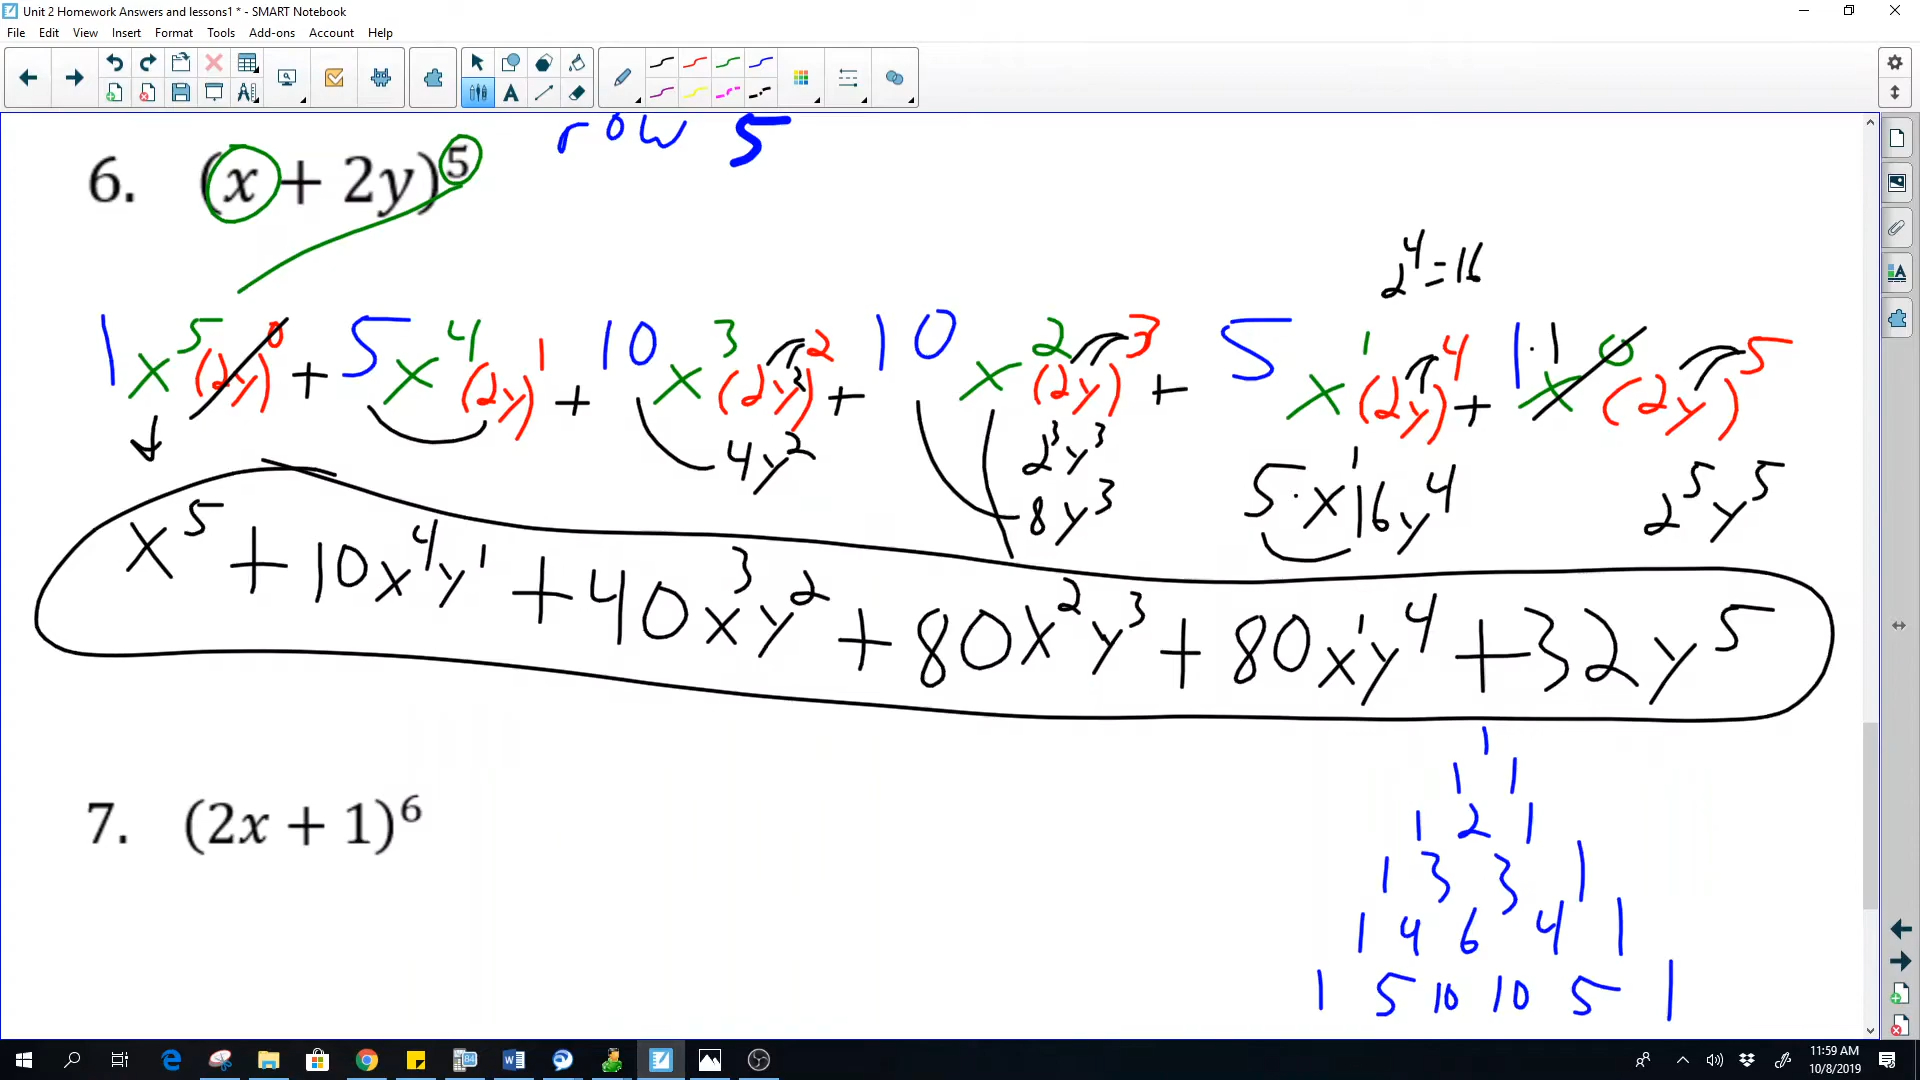 Unit 2 Homework Answers and lessons1 * - SMART Notebook
File Edit View Insert Format Tools Add-ons Account Help
row 5
6. (x + 2y)⁵
2⁴ = 16
1x⁵(2y)⁰ + 5x⁴(2y)¹ + 10x³(2y)² + 10x²(2y)³ + 5x¹(2y)⁴ + 1·1x⁰(2y)⁵
4y² 2³y³ 5·x¹16y⁴ 2⁵y⁵
8y³
x⁵ + 10x⁴y¹ + 40x³y² + 80x²y³ + 80x¹y⁴ + 32y⁵
7. (2x + 1)⁶
1
1 1
1 2 1
1 3 3 1
1 4 6 4 1
1 5 10 10 5 1
84
11:59 AM
10/8/2019